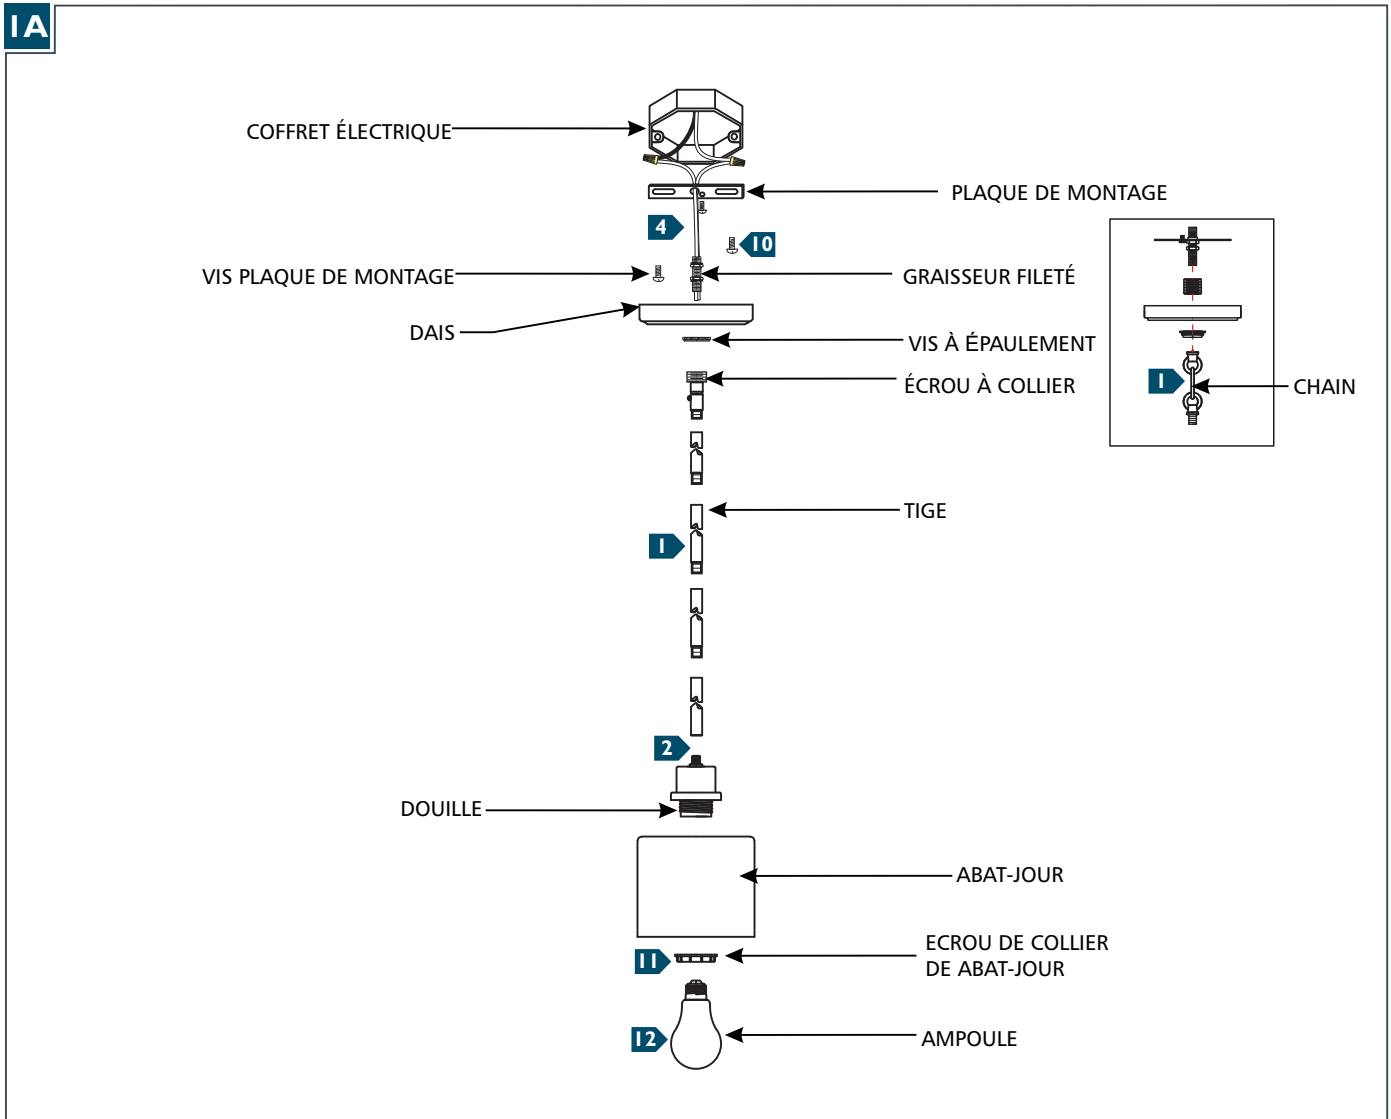 1A
COFFRET ÉLECTRIQUE
PLAQUE DE MONTAGE
4
10
VIS PLAQUE DE MONTAGE
GRAISSEUR FILETÉ
DAIS
VIS À ÉPAULEMENT
ÉCROU À COLLIER
1
CHAIN
TIGE
1
2
DOUILLE
ABAT-JOUR
ECROU DE COLLIER
DE ABAT-JOUR
11
12
AMPOULE